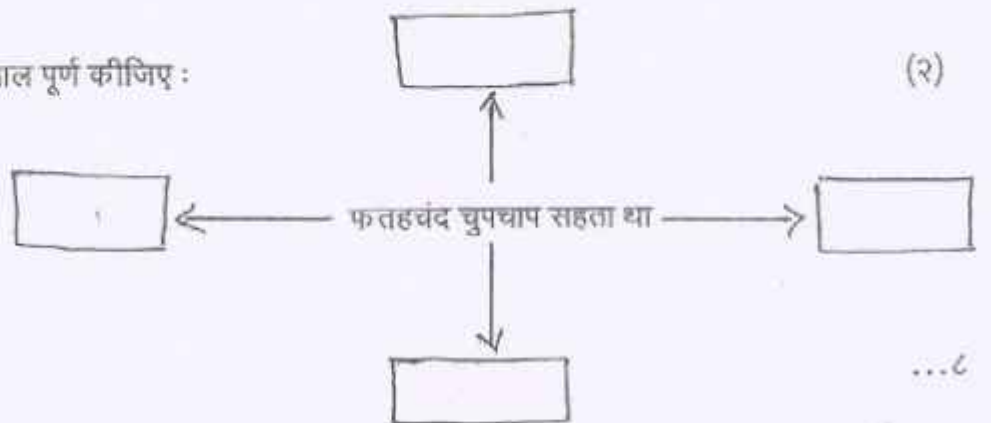 ाल पूर्ण कीजिए : (२)
फतहचंद चुपचाप सहता था
...८